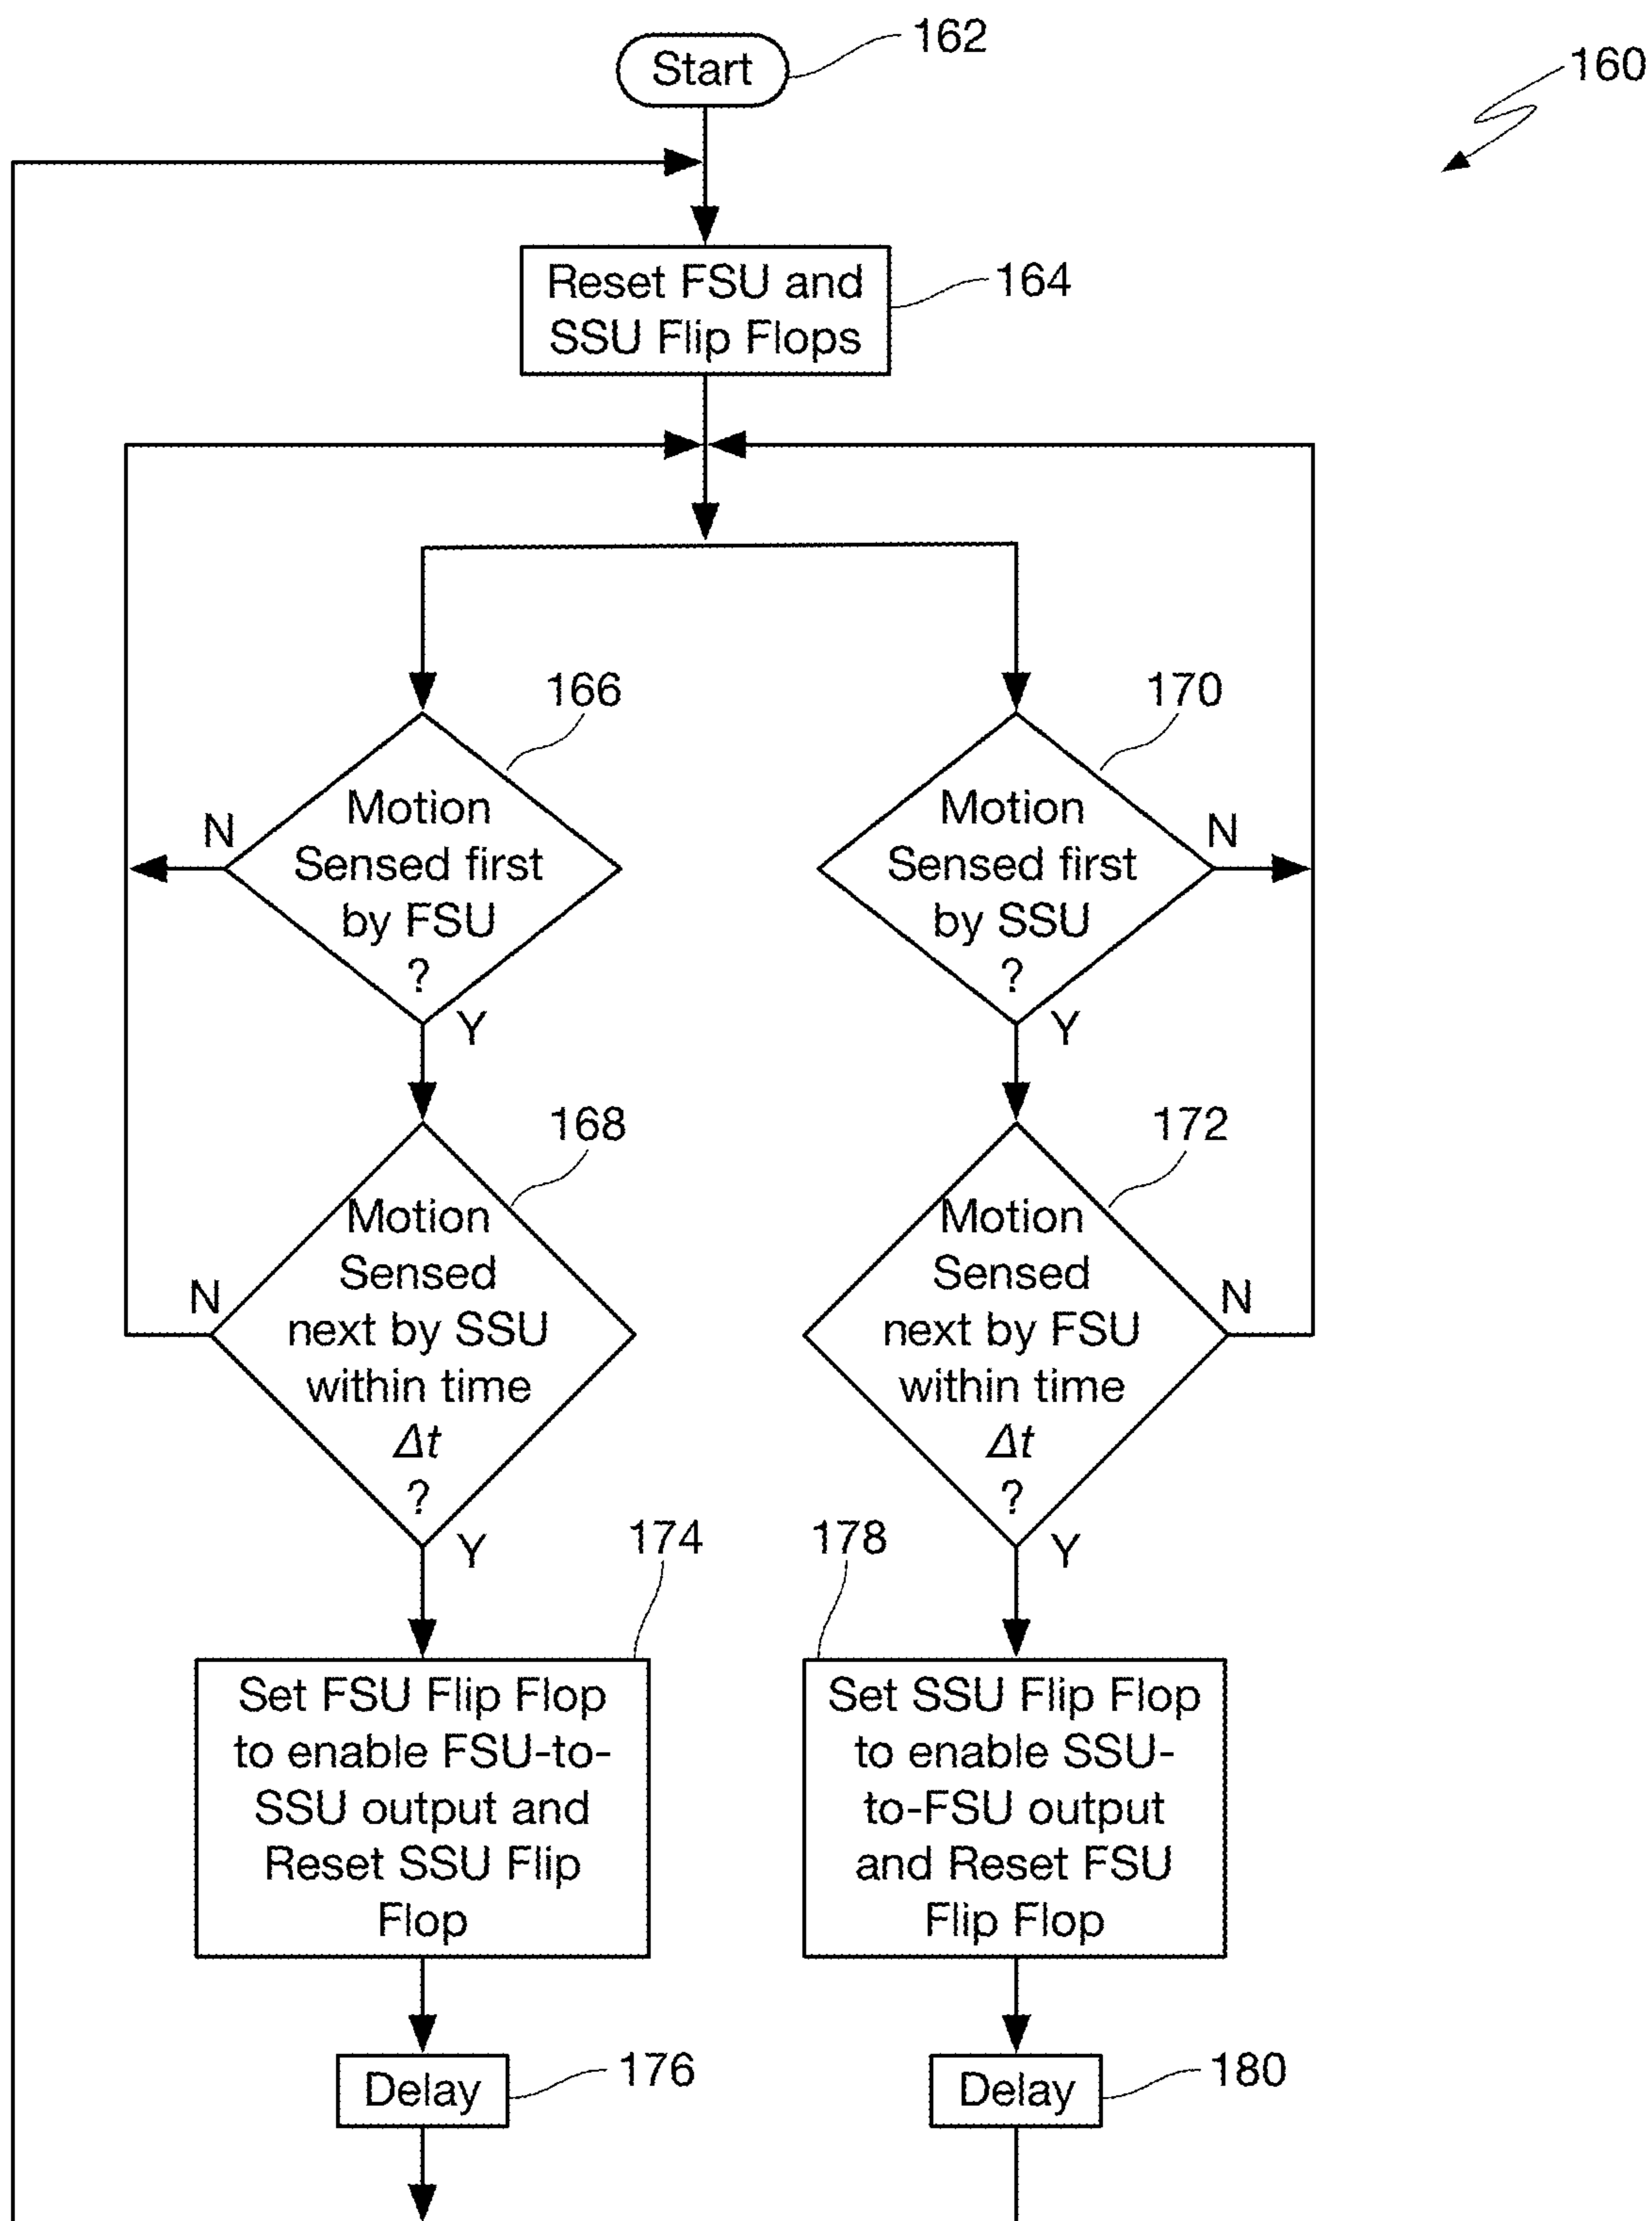 Start
162
160
Reset FSU and
SSU Flip Flops
164
166
170
Motion
Sensed first
by FSU
?
N
Y
Motion
Sensed first
by SSU
?
N
Y
168
172
Motion
Sensed
next by SSU
within time
Δt
?
N
Y
Motion
Sensed
next by FSU
within time
Δt
?
N
Y
174
178
Set FSU Flip Flop
to enable FSU-to-
SSU output and
Reset SSU Flip
Flop
Set SSU Flip Flop
to enable SSU-
to-FSU output
and Reset FSU
Flip Flop
Delay
176
Delay
180